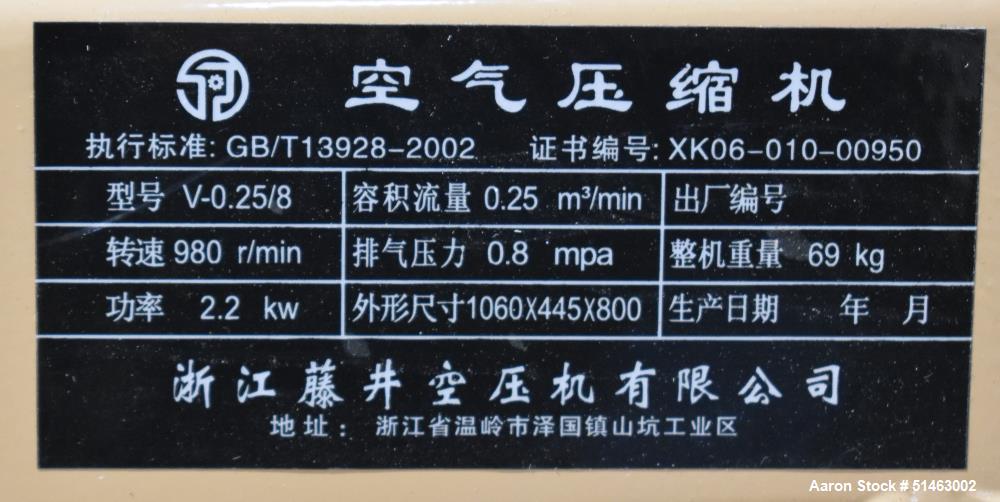 空气压缩机
执行标准: GB/T13928-2002 证书编号: XK06-010-00950
型号 V-0.25/8 容积流量 0.25 m³/min 出厂编号
转速 980 r/min 排气压力 0.8 mpa 整机重量 69 kg
功率 2.2 kw 外形尺寸1060X445X800 生产日期 年 月
浙江藤井空压机有限公司
地址： 浙江省温岭市泽国镇山坑工业区
Aaron Stock # 51463002